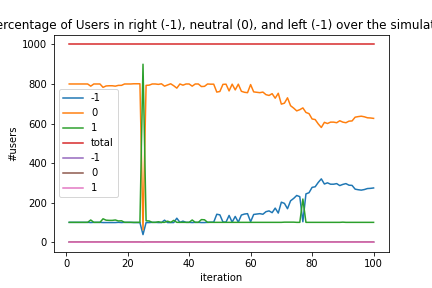 ercentage of Users in right (-1), neutral (0), and left (-1) over the simulat
1000
800
600
400
200
0
#users
-1
0
1
total
-1
0
1
0 20 40 60 80 100
iteration